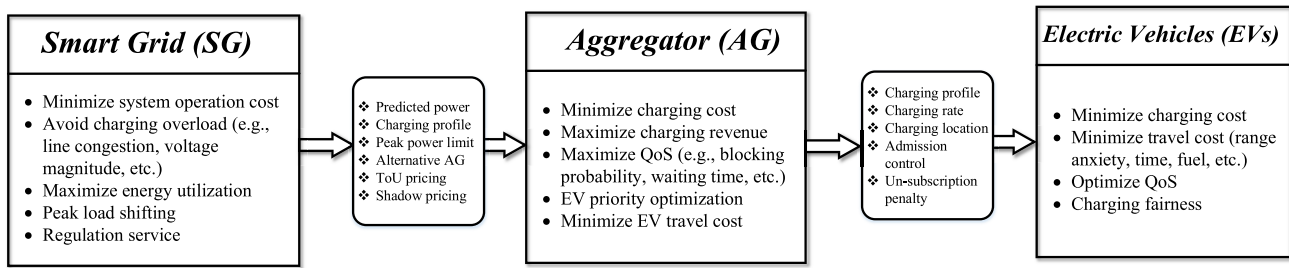 Smart Grid (SG)
• Minimize system operation cost
• Avoid charging overload (e.g.,
line congestion, voltage
magnitude, etc.)
• Maximize energy utilization
• Peak load shifting
• Regulation service
❖ Predicted power
❖ Charging profile
❖ Peak power limit
❖ Alternative AG
❖ ToU pricing
❖ Shadow pricing
Aggregator (AG)
• Minimize charging cost
• Maximize charging revenue
• Maximize QoS (e.g., blocking
probability, waiting time, etc.)
• EV priority optimization
• Minimize EV travel cost
❖ Charging profile
❖ Charging rate
❖ Charging location
❖ Admission
control
❖ Un-subscription
penalty
Electric Vehicles (EVs)
• Minimize charging cost
• Minimize travel cost (range
anxiety, time, fuel, etc.)
• Optimize QoS
• Charging fairness